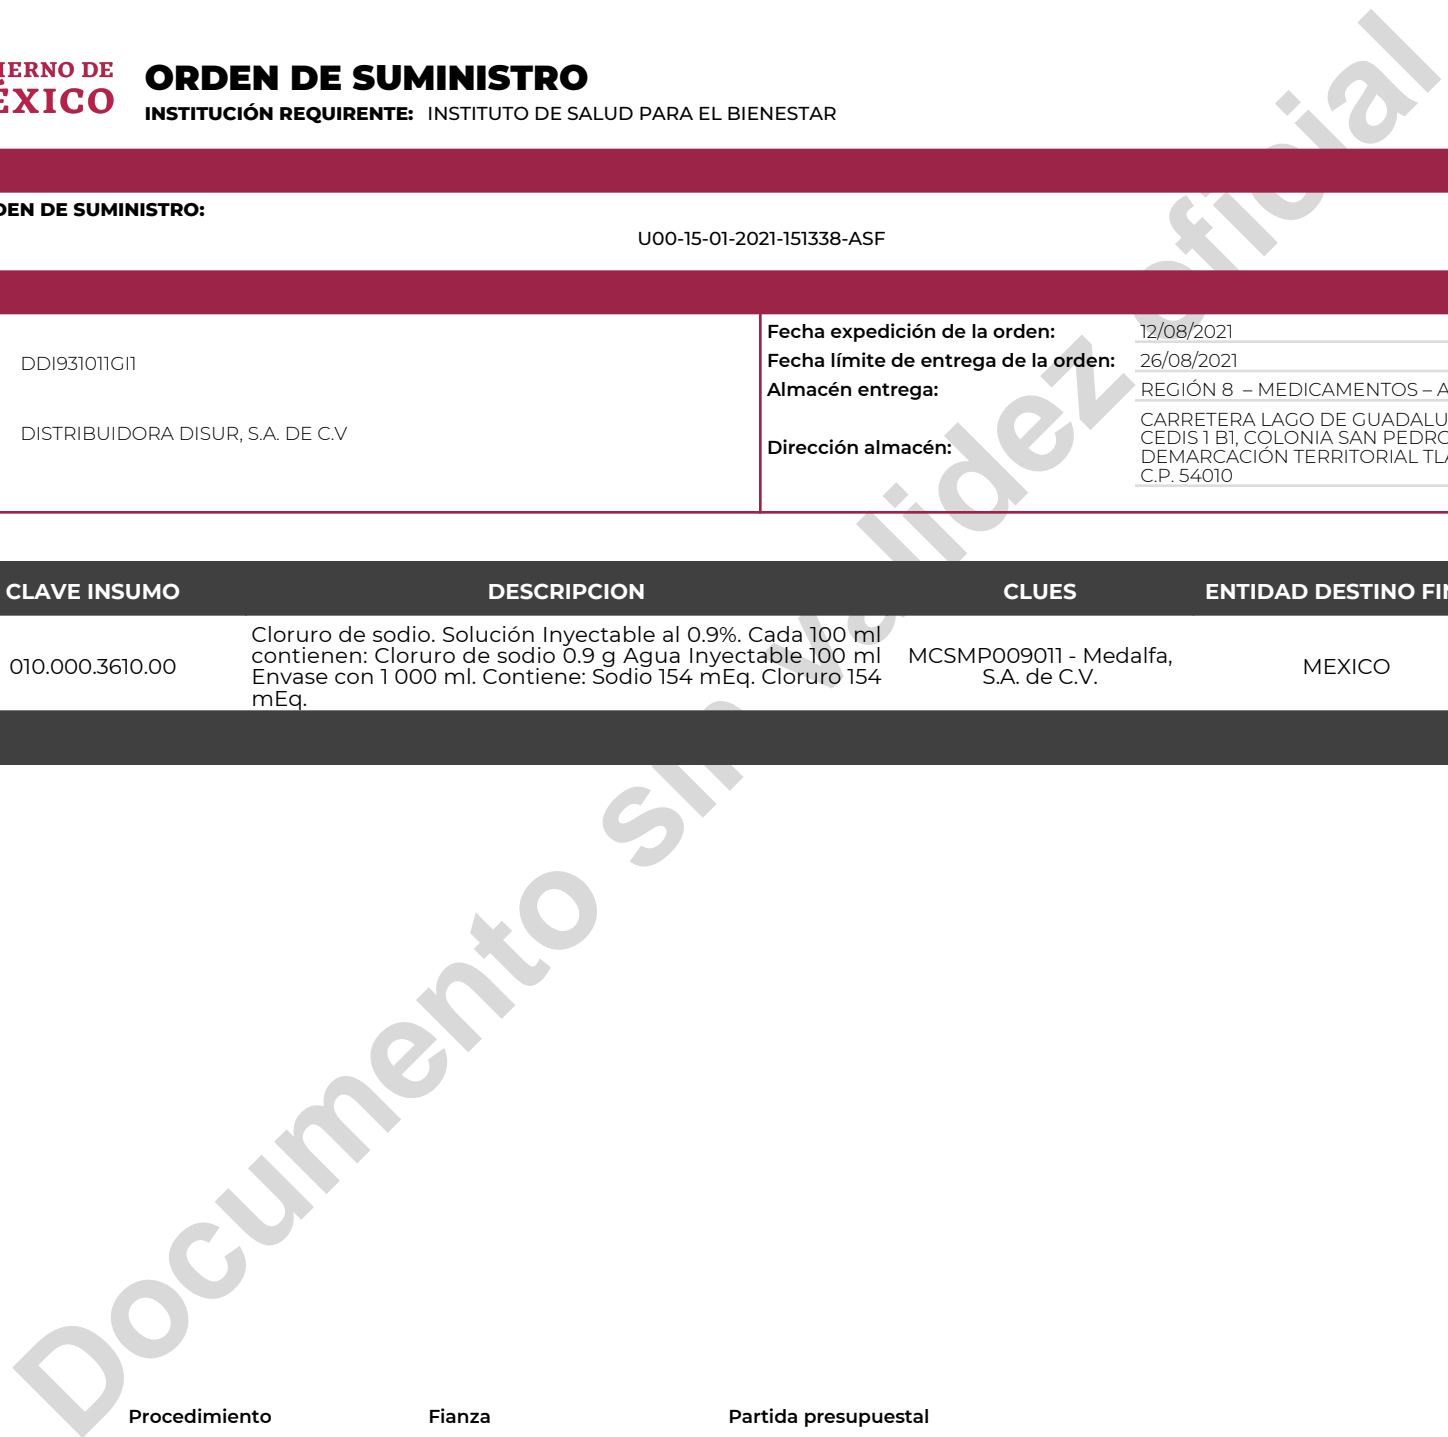 IERNO DE
ÉXICO
ORDEN DE SUMINISTRO
INSTITUCIÓN REQUIRENTE: INSTITUTO DE SALUD PARA EL BIENESTAR
DEN DE SUMINISTRO:
U00-15-01-2021-151338-ASF
DDI931011GI1
DISTRIBUIDORA DISUR, S.A. DE C.V
Fecha expedición de la orden: 12/08/2021
Fecha límite de entrega de la orden: 26/08/2021
Almacén entrega: REGIÓN 8 – MEDICAMENTOS – A
Dirección almacén:
CARRETERA LAGO DE GUADALU
CEDIS 1 B1, COLONIA SAN PEDRO
DEMARCACIÓN TERRITORIAL TLA
C.P. 54010
CLAVE INSUMO DESCRIPCION CLUES ENTIDAD DESTINO FIN
010.000.3610.00
Cloruro de sodio. Solución Inyectable al 0.9%. Cada 100 ml
contienen: Cloruro de sodio 0.9 g Agua Inyectable 100 ml
Envase con 1 000 ml. Contiene: Sodio 154 mEq. Cloruro 154
mEq.
MCSMP009011 - Medalfa,
S.A. de C.V.
MEXICO
Documento sin validez oficial
Procedimiento Fianza Partida presupuestal